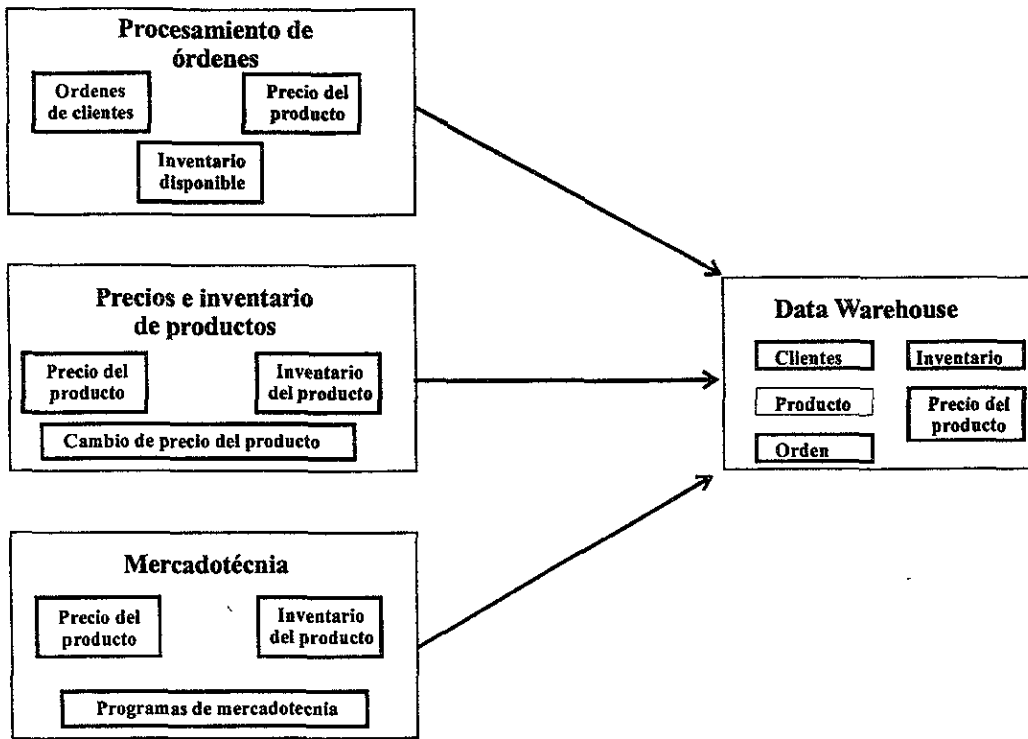 Procesamiento de
órdenes
Ordenes
de clientes
Precio del
producto
Inventario
disponible
Precios e inventario
de productos
Precio del
producto
Inventario
del producto
Cambio de precio del producto
Mercadotécnia
Precio del
producto
Inventario
del producto
Programas de mercadotecnia
Data Warehouse
Clientes
Inventario
Producto
Precio del
producto
Orden